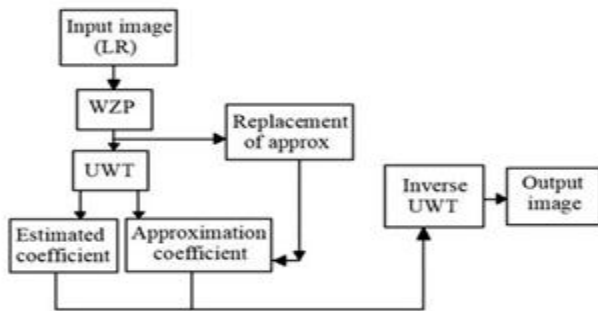 Input image
(LR)
WZP
Replacement
of approx
UWT
Inverse
UWT
Output
image
Estimated
coefficient
Approximation
coefficient